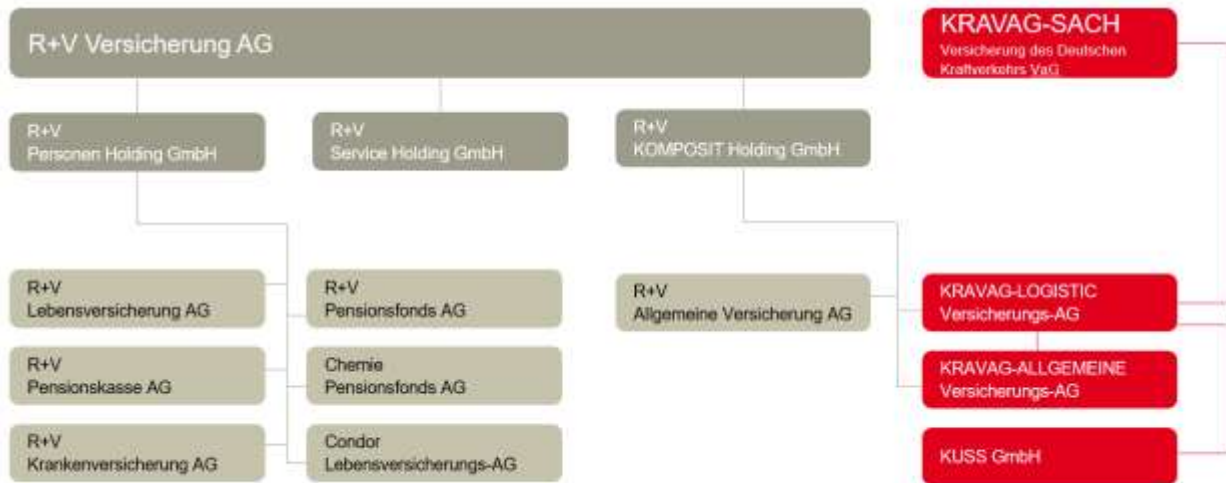 R+V Versicherung AG
KRAVAG-SACH
Versicherung des Deutschen
Kraftverkehrs VaG
R+V
Personen Holding GmbH
R+V
Service Holding GmbH
R+V
KOMPOSIT Holding GmbH
R+V
Lebensversicherung AG
R+V
Pensionsfonds AG
R+V
Allgemeine Versicherung AG
KRAVAG-LOGISTIC
Versicherungs-AG
R+V
Pensionskasse AG
Chemie
Pensionsfonds AG
KRAVAG-ALLGEMEINE
Versicherungs-AG
R+V
Krankenversicherung AG
Condor
Lebensversicherungs-AG
KUSS GmbH